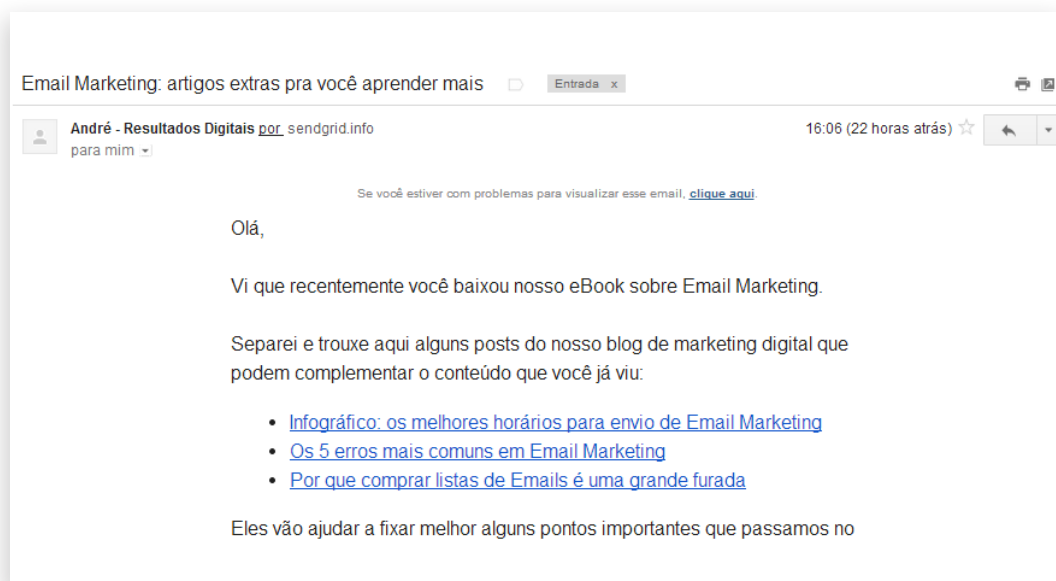 Email Marketing: artigos extras pra você aprender mais
Entrada x
André - Resultados Digitais por sendgrid.info
16:06 (22 horas atrás)
para mim
Se você estiver com problemas para visualizar esse email, clique aqui.
Olá,
Vi que recentemente você baixou nosso eBook sobre Email Marketing.
Separei e trouxe aqui alguns posts do nosso blog de marketing digital que
podem complementar o conteúdo que você já viu:
• Infográfico: os melhores horários para envio de Email Marketing
• Os 5 erros mais comuns em Email Marketing
• Por que comprar listas de Emails é uma grande furada
Eles vão ajudar a fixar melhor alguns pontos importantes que passamos no